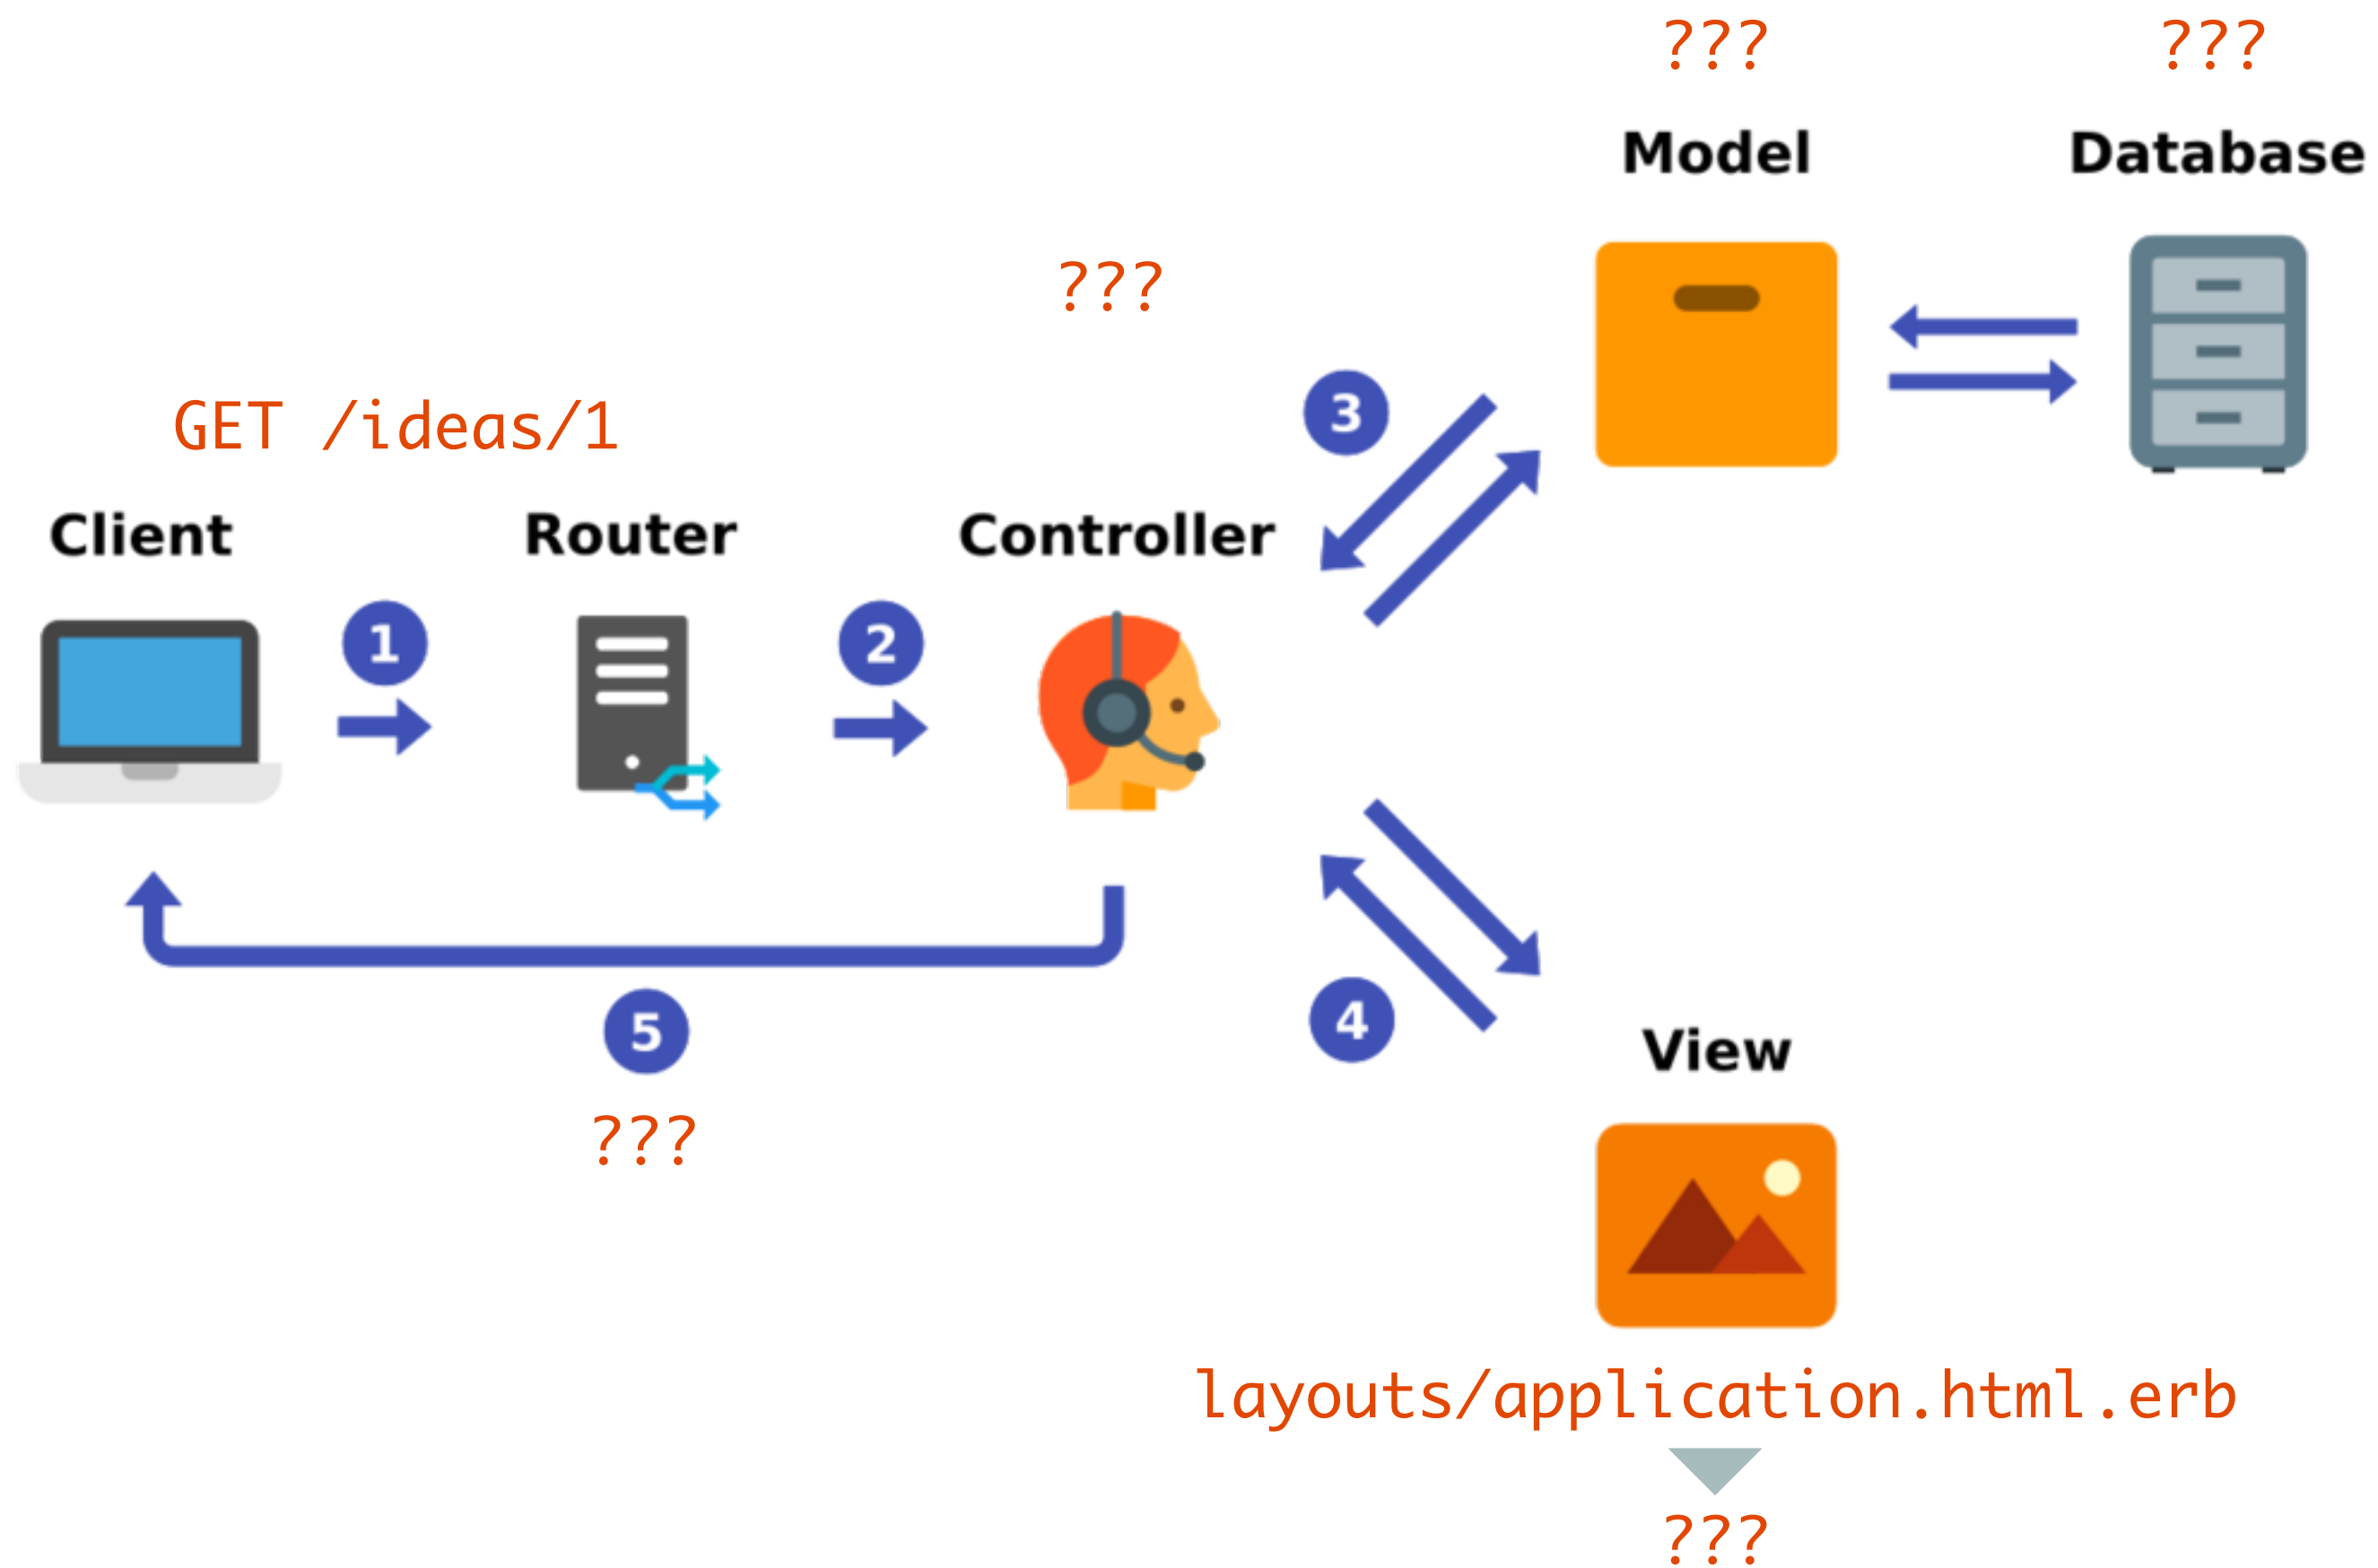 ???
???
Model
Database
???
3
GET /ideas/1
Client
Router
Controller
1
2
5
???
4
View
layouts/application.html.erb
???